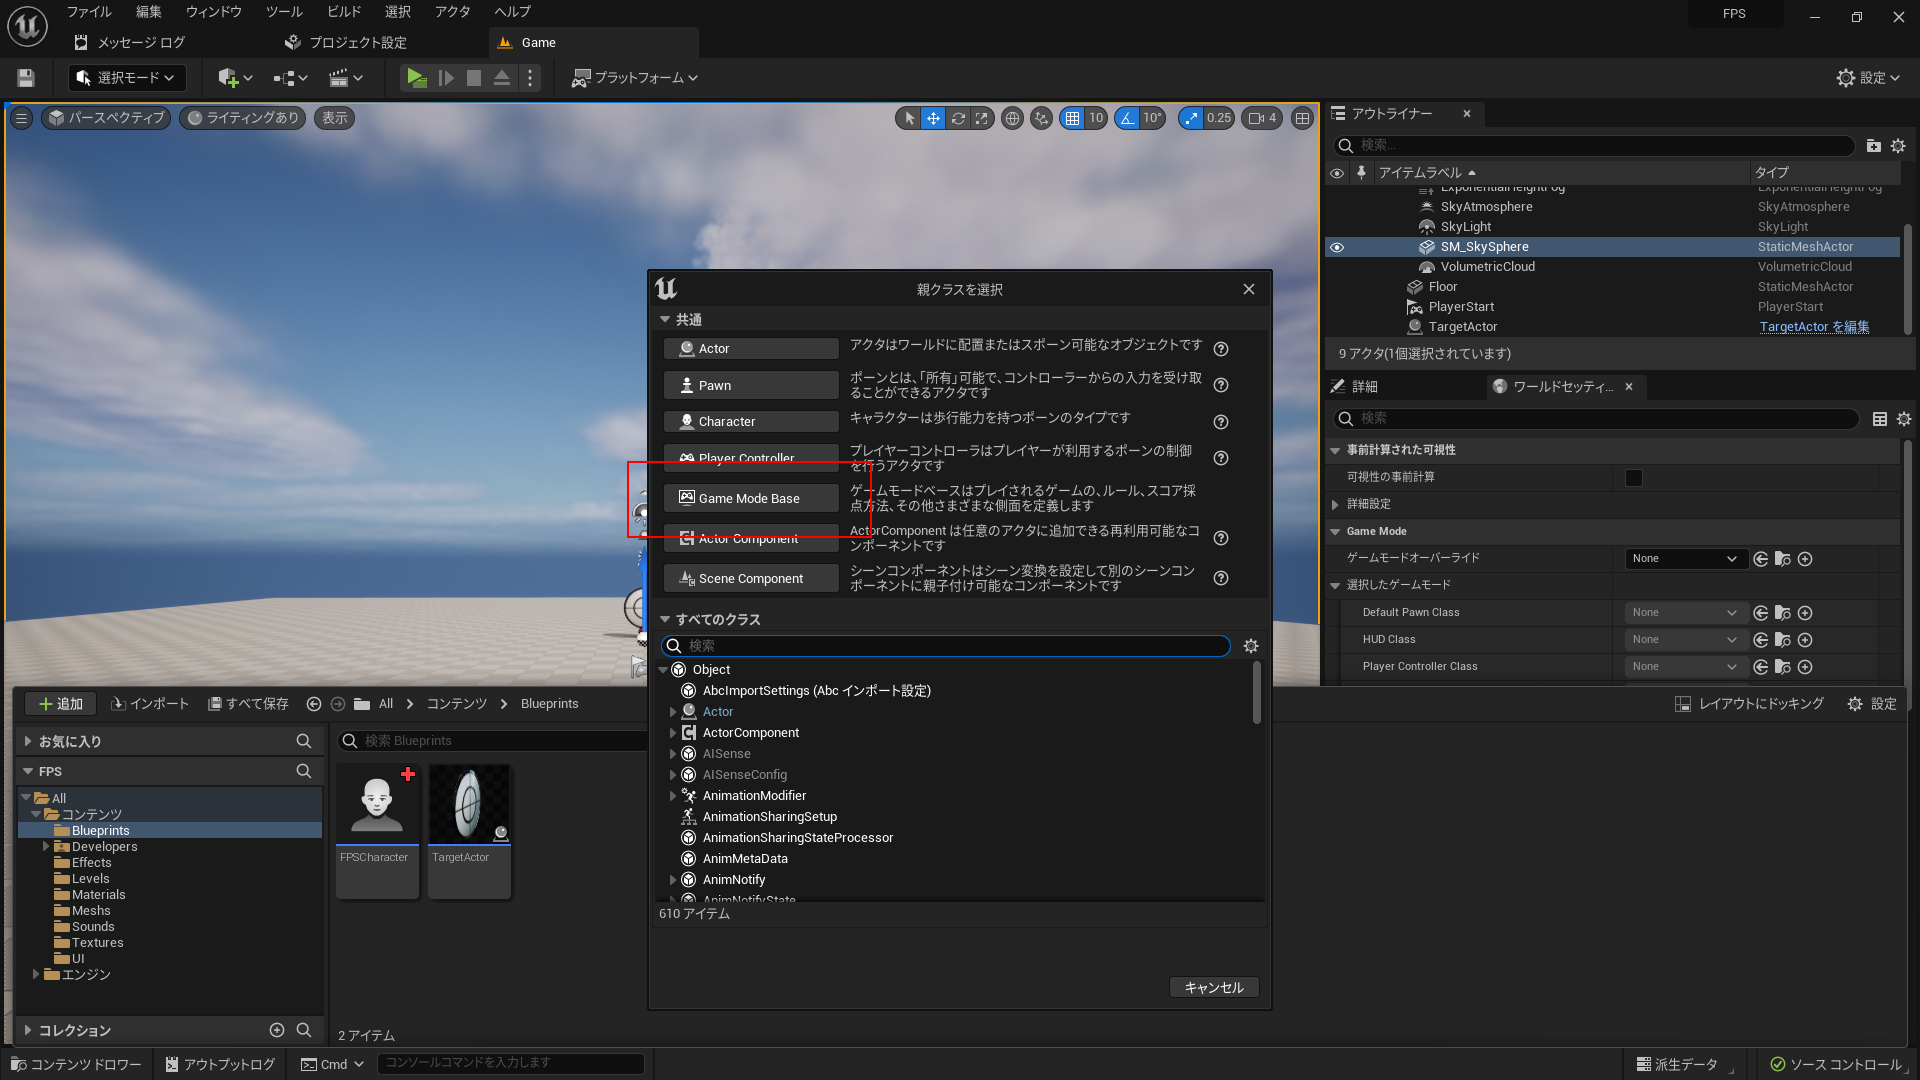 ファイル 編集 ウィンドウ ツール ビルド 選択 アクタ ヘルプ
FPS
メッセージ ログ プロジェクト設定 Game
選択モード プラットフォーム 設定
パースペクティブ ライティングあり 表示
10 10° 0.25 4
アウトライナー
検索...
アイテムラベル タイプ
ExponentialHeightFog ExponentialHeightFog
SkyAtmosphere SkyAtmosphere
SkyLight SkyLight
SM_SkySphere StaticMeshActor
VolumetricCloud VolumetricCloud
Floor StaticMeshActor
PlayerStart PlayerStart
TargetActor TargetActor を編集
9 アクタ(1個選択されています)
詳細 ワールドセッティ...
検索
事前計算された可視性
可視性の事前計算
詳細設定
Game Mode
ゲームモードオーバーライド None
選択したゲームモード
Default Pawn Class None
HUD Class None
Player Controller Class None
親クラスを選択
共通
Actor アクタはワールドに配置またはスポーン可能なオブジェクトです
Pawn ポーンとは、「所有」可能で、コントローラーからの入力を受け取
ることができるアクタです
Character キャラクターは歩行能力を持つポーンのタイプです
Player Controller プレイヤーコントローラはプレイヤーが利用するポーンの制御
を行うアクタです
Game Mode Base ゲームモードベースはプレイされるゲームの、ルール、スコア採
点方法、その他さまざまな側面を定義します
Actor Component ActorComponent は任意のアクタに追加できる再利用可能なコ
ンポーネントです
Scene Component シーンコンポーネントはシーン変換を設定して別のシーンコン
ポーネントに親子付け可能なコンポーネントです
すべてのクラス
検索
Object
AbcImportSettings (Abc インポート設定)
Actor
ActorComponent
AISense
AISenseConfig
AnimationModifier
AnimationSharingSetup
AnimationSharingStateProcessor
AnimMetaData
AnimNotify
AnimNotifyState
610 アイテム
キャンセル
追加 インポート すべて保存 All コンテンツ Blueprints
レイアウトにドッキング 設定
お気に入り
検索 Blueprints
FPS
All
コンテンツ
Blueprints
Developers
Effects
Levels
Materials
Meshs
Sounds
Textures
UI
エンジン
FPSCharacter TargetActor
コレクション
2 アイテム
コンテンツ ドロワー アウトプットログ Cmd コンソールコマンドを入力します
派生データ ソース コントロール